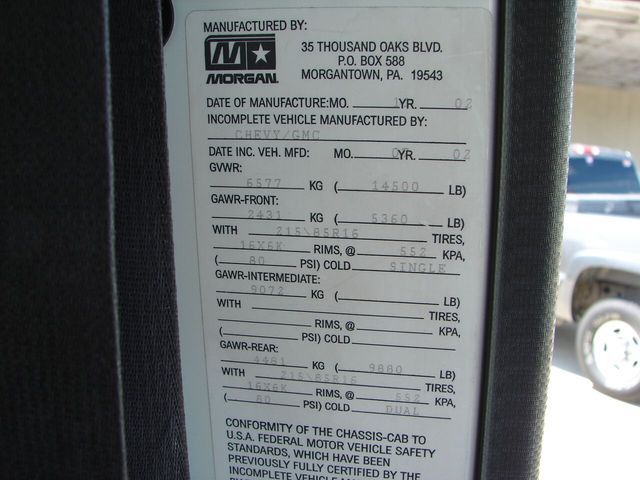 MANUFACTURED BY:
MORGAN
35 THOUSAND OAKS BLVD.
P.O. BOX 588
MORGANTOWN, PA. 19543
DATE OF MANUFACTURE:MO. 1 YR. 02
INCOMPLETE VEHICLE MANUFACTURED BY:
CHEVY/GMC
DATE INC. VEH. MFD: MO. YR. 02
GVWR:
6577 KG ( 14500 LB)
GAWR-FRONT:
2431 KG ( 5360 LB)
WITH 215\85R16 TIRES,
16X6K RIMS, @ 552 KPA,
( 80 PSI) COLD SINGLE
GAWR-INTERMEDIATE:
9072 KG ( LB)
WITH TIRES,
RIMS, @ KPA,
( PSI) COLD
GAWR-REAR:
4481 KG ( 9880 LB)
WITH 215\85R16 TIRES,
16X6K RIMS, @ 552 KPA,
( 80 PSI) COLD DUAL
CONFORMITY OF THE CHASSIS-CAB TO
U.S.A. FEDERAL MOTOR VEHICLE SAFETY
STANDARDS, WHICH HAVE BEEN
PREVIOUSLY FULLY CERTIFIED BY THE
INCOMPLETE VEHICLE